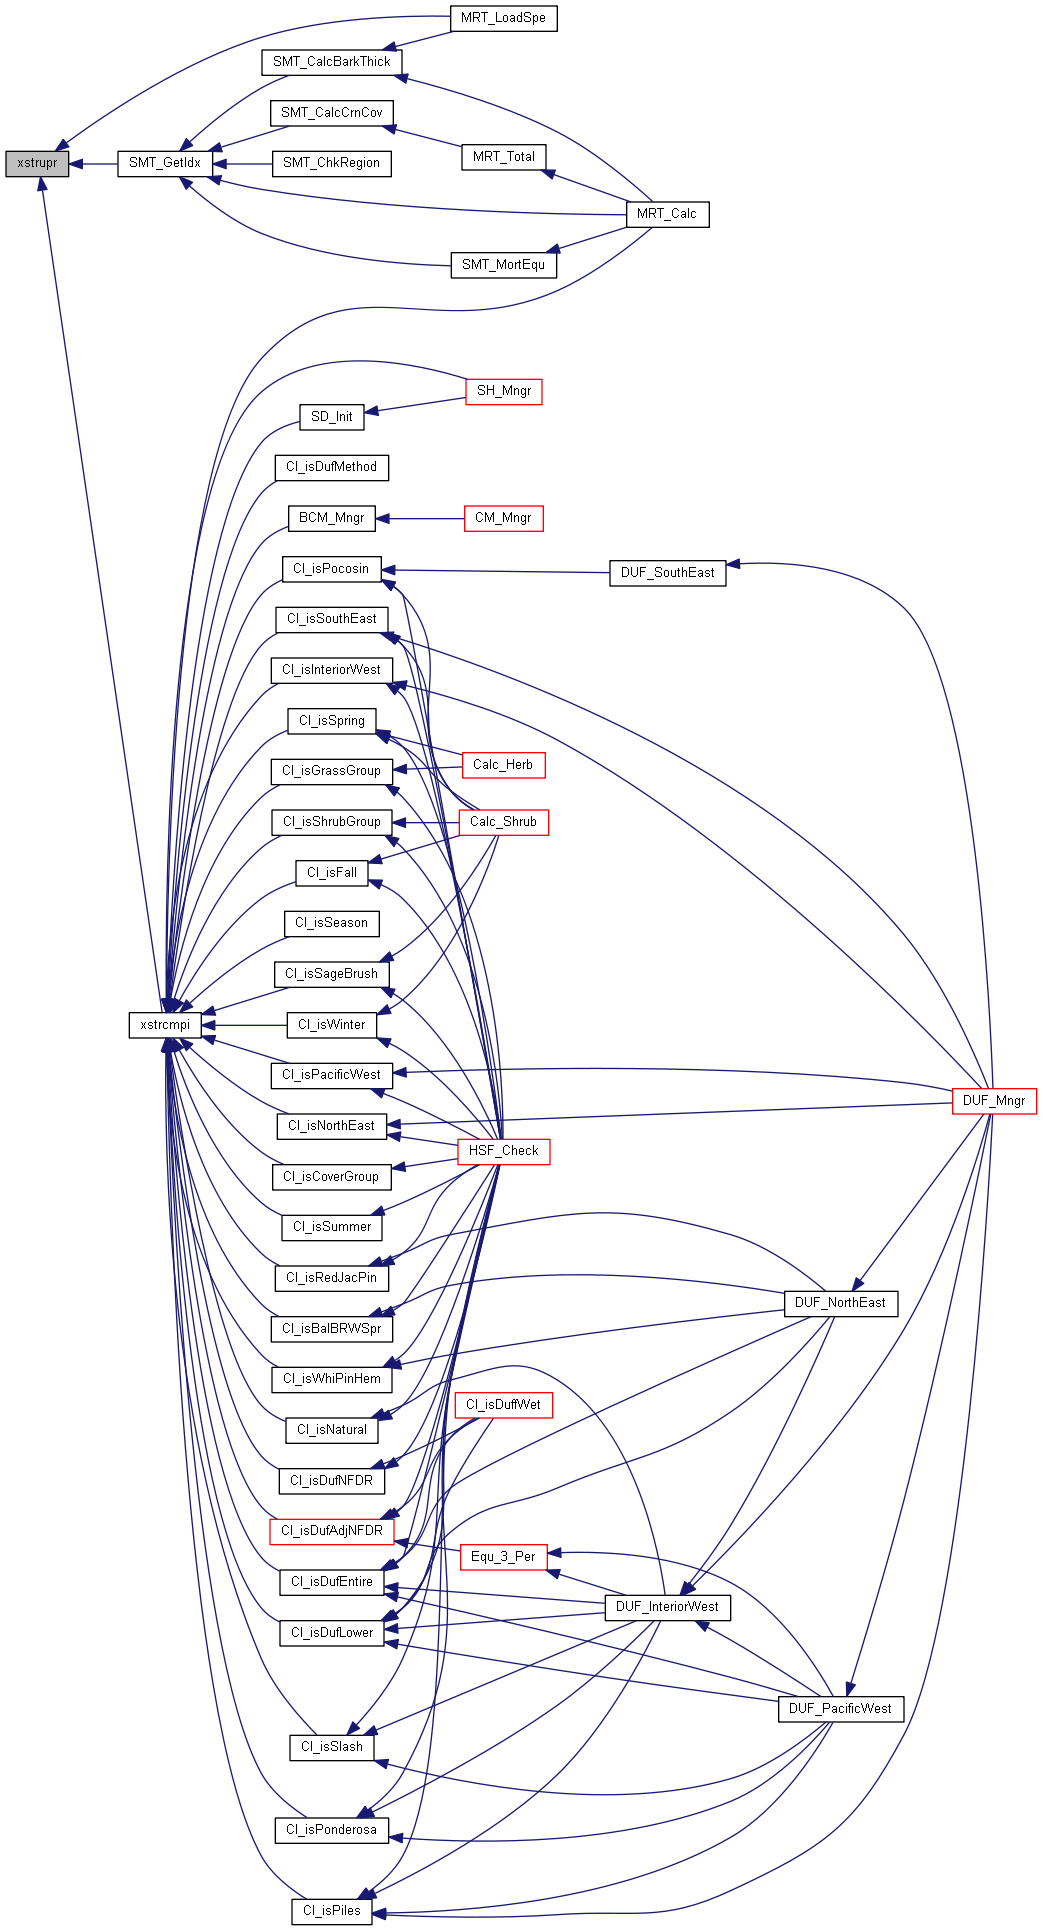 MRT_LoadSpe
SMT_CalcBarkThick
SMT_CalcCrnCov
MRT_Total
xstrupr
SMT_GetIdx
SMT_ChkRegion
MRT_Calc
SMT_MortEqu
SH_Mngr
SD_Init
CI_isDufMethod
BCM_Mngr
CM_Mngr
CI_isPocosin
DUF_SouthEast
CI_isSouthEast
CI_isInteriorWest
CI_isSpring
Calc_Herb
CI_isGrassGroup
CI_isShrubGroup
Calc_Shrub
CI_isFall
CI_isSeason
CI_isSageBrush
xstrcmpi
CI_isWinter
CI_isPacificWest
DUF_Mngr
CI_isNorthEast
HSF_Check
CI_isCoverGroup
CI_isSummer
CI_isRedJacPin
DUF_NorthEast
CI_isBalBRWSpr
CI_isWhiPinHem
CI_isDuffWet
CI_isNatural
CI_isDufNFDR
CI_isDufAdjNFDR
Equ_3_Per
CI_isDufEntire
DUF_InteriorWest
CI_isDufLower
DUF_PacificWest
CI_isSlash
CI_isPonderosa
CI_isPiles